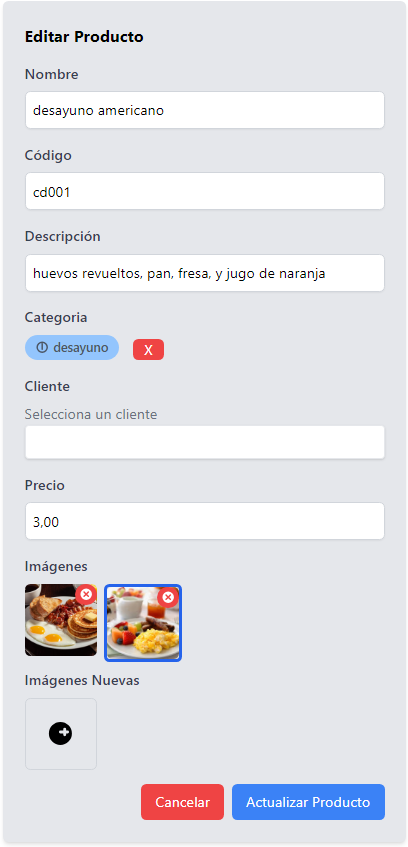 Editar Producto
Nombre
desayuno americano
Código
cd001
Descripción
huevos revueltos, pan, fresa, y jugo de naranja
Categoria
desayuno X
Cliente
Selecciona un cliente
Precio
3,00
Imágenes
Imágenes Nuevas
Cancelar Actualizar Producto